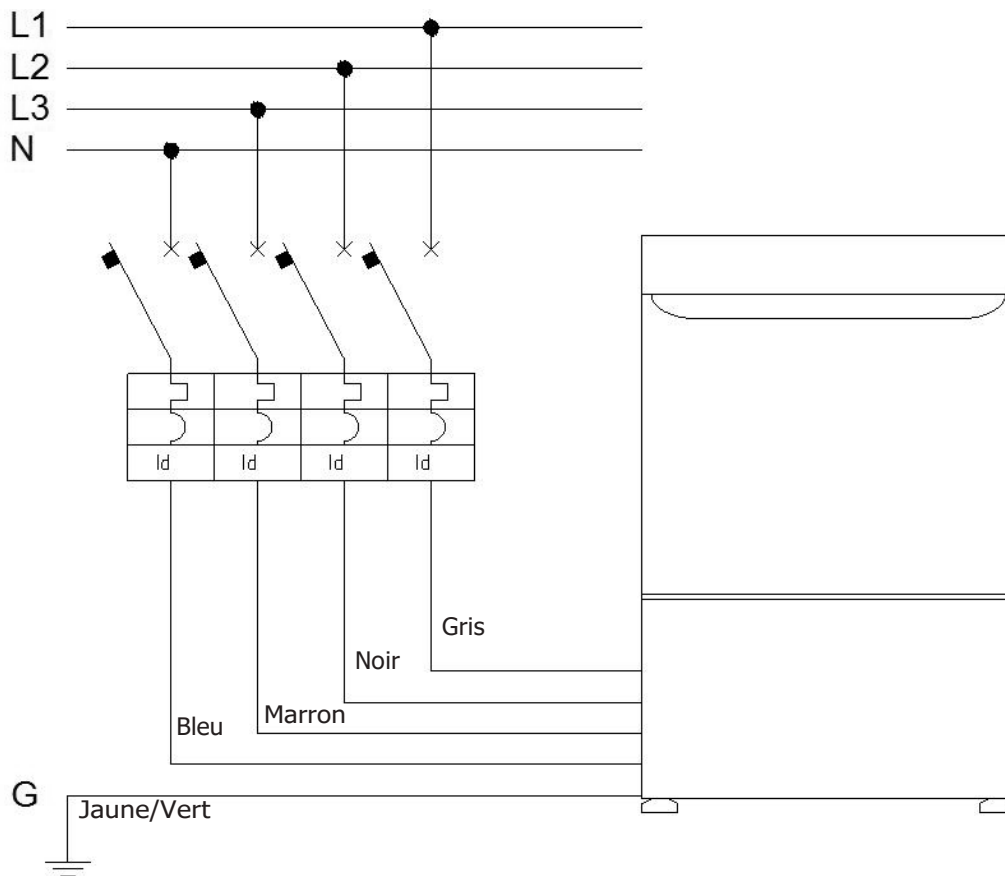 L1
L2
L3
N
Id Id Id Id
Gris
Noir
Marron
Bleu
G
Jaune/Vert